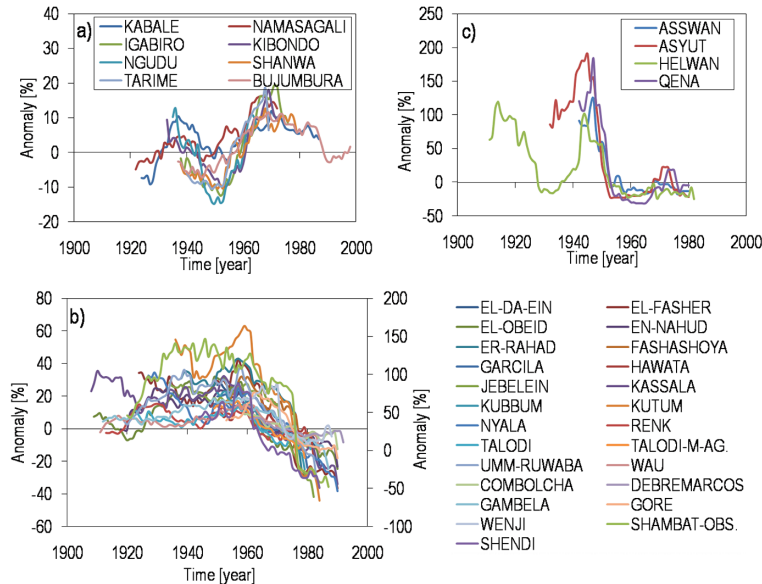 a)
KABALE NAMASAGALI
IGABIRO KIBONDO
NGUDU SHANWA
TARIME BUJUMBURA
Anomaly [%]
40
30
20
10
0
-10
-20
1900 1920 1940 1960 1980 2000
Time [year]
c)
ASSWAN
ASYUT
HELWAN
QENA
Anomaly [%]
250
200
150
100
50
0
-50
1900 1920 1940 1960 1980 2000
Time [year]
b)
Anomaly [%]
80
60
40
20
0
-20
-40
-60
200
150
100
50
0
-50
-100
Anomaly [%]
1900 1920 1940 1960 1980 2000
Time [year]
EL-DA-EIN EL-FASHER
EL-OBEID EN-NAHUD
ER-RAHAD FASHASHOYA
GARCILA HAWATA
JEBELEIN KASSALA
KUBBUM KUTUM
NYALA RENK
TALODI TALODI-M-AG.
UMM-RUWABA WAU
COMBOLCHA DEBREMARCOS
GAMBELA GORE
WENJI SHAMBAT-OBS.
SHENDI